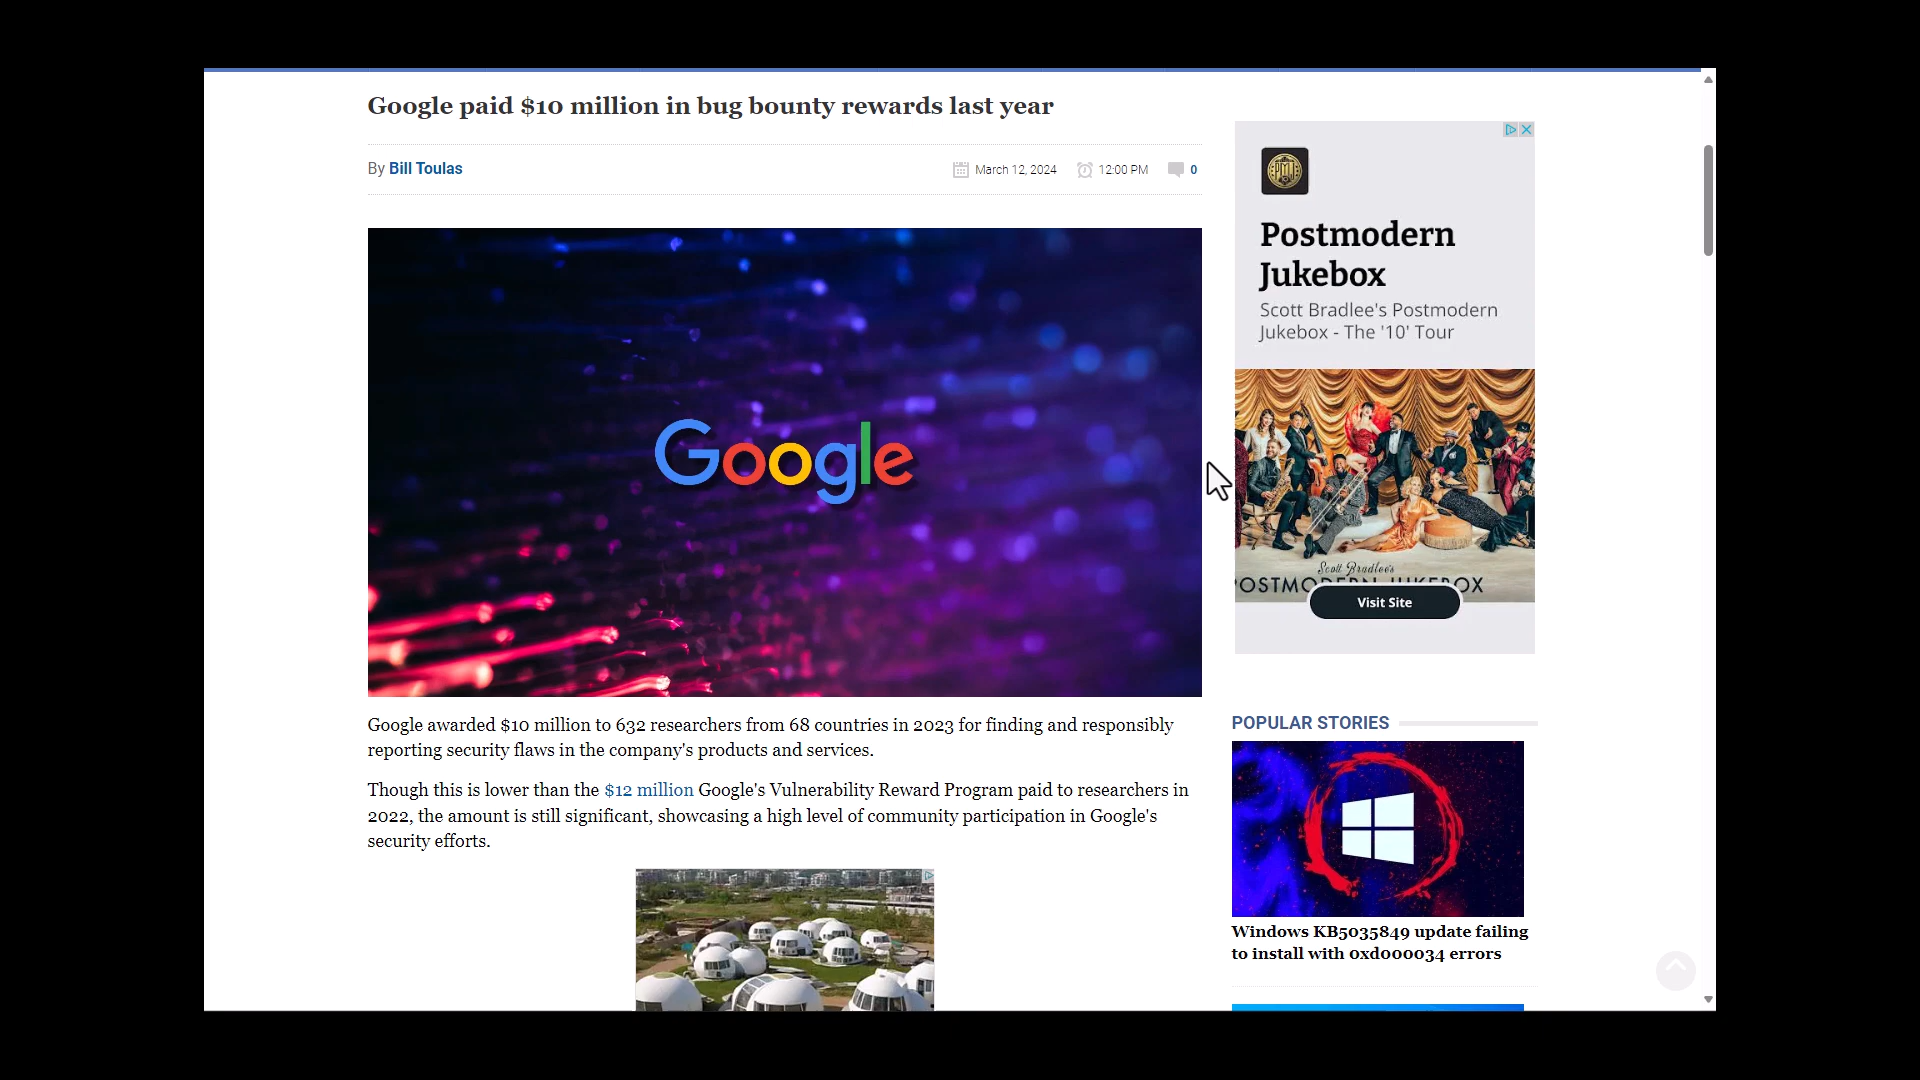 Google paid $10 million in bug bounty rewards last year
By Bill Toulas
March 12, 2024
12:00 PM
0
Google
Google awarded $10 million to 632 researchers from 68 countries in 2023 for finding and responsibly
reporting security flaws in the company's products and services.
Though this is lower than the $12 million Google's Vulnerability Reward Program paid to researchers in
2022, the amount is still significant, showcasing a high level of community participation in Google's
security efforts.
PMJ
Postmodern
Jukebox
Scott Bradlee's Postmodern
Jukebox - The '10' Tour
Scott Bradlee's
Visit Site
POPULAR STORIES
Windows KB5035849 update failing
to install with 0xd000034 errors